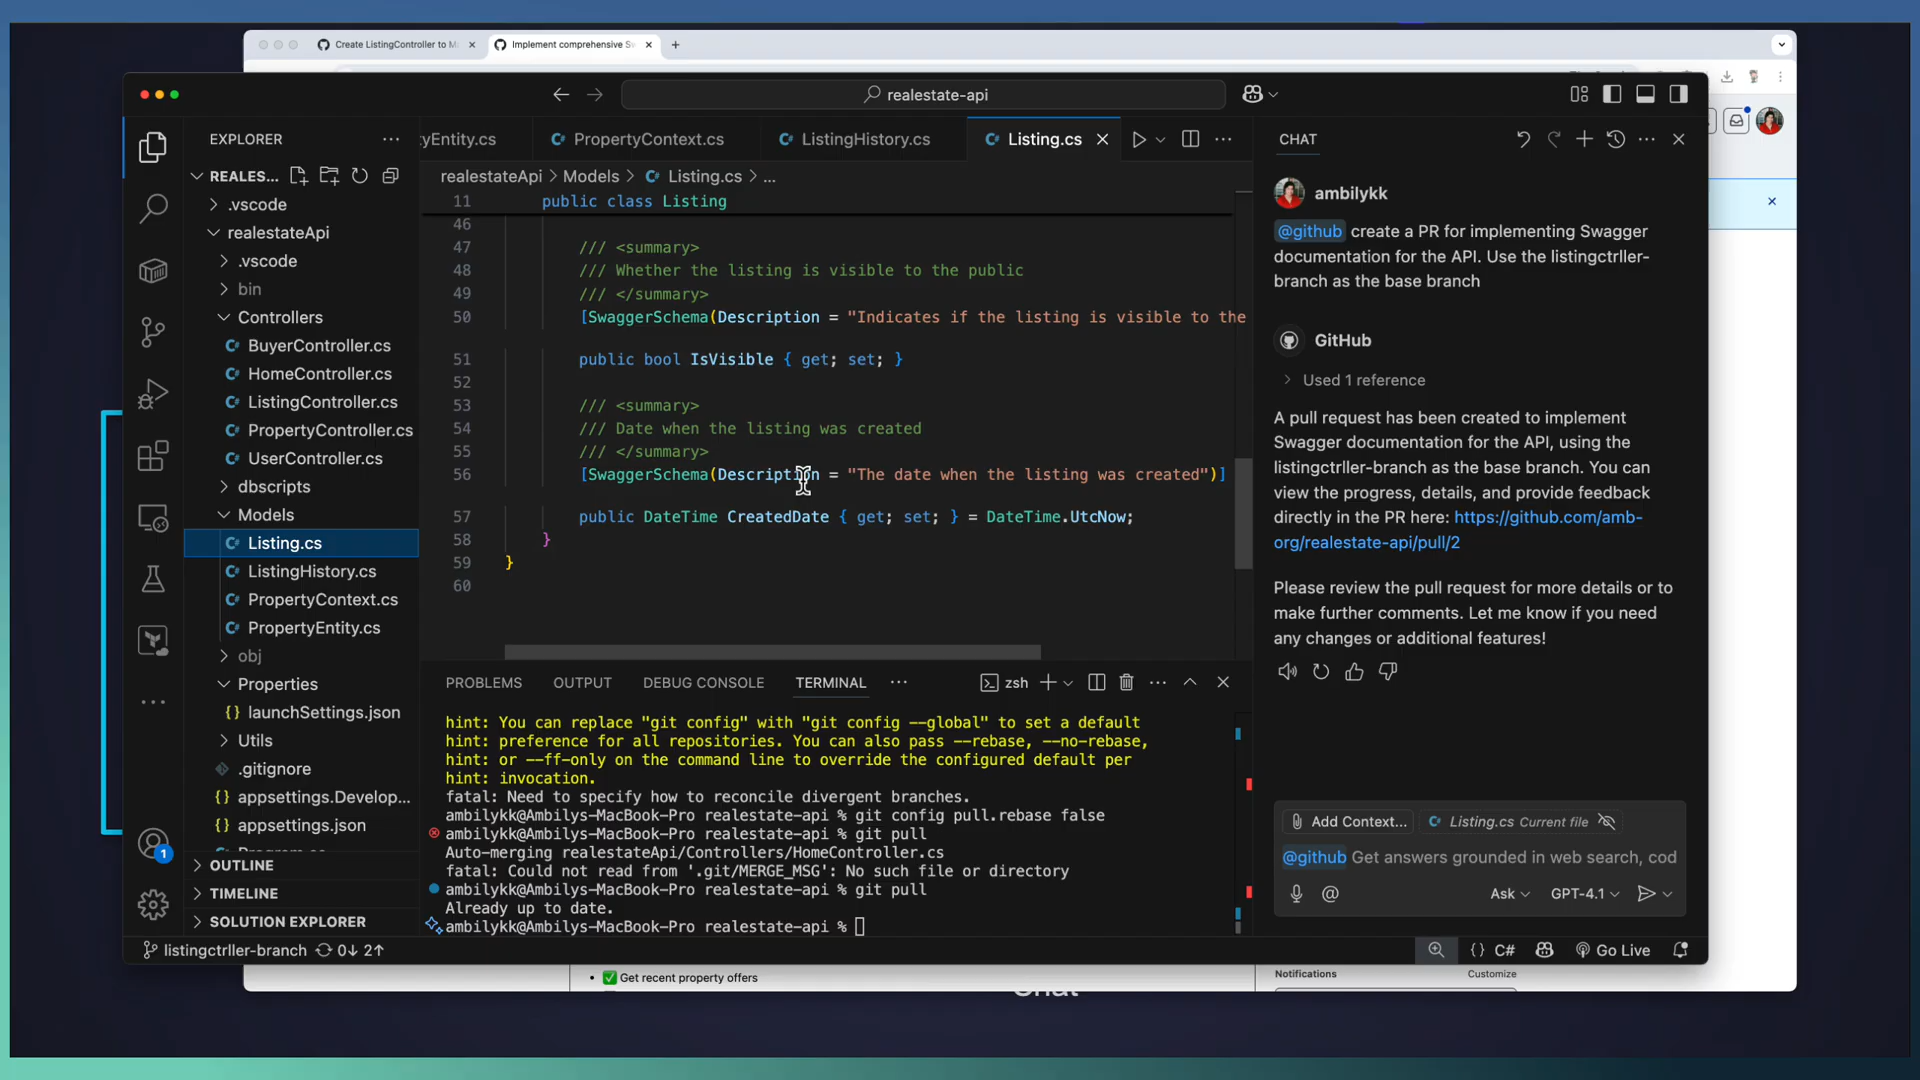 Create ListingController to M
Implement comprehensive Sw
realestate-api
EXPLORER
REALES...
.vscode
realestateApi
.vscode
bin
Controllers
BuyerController.cs
HomeController.cs
ListingController.cs
PropertyController.cs
UserController.cs
dbscripts
Models
Listing.cs
ListingHistory.cs
PropertyContext.cs
PropertyEntity.cs
obj
Properties
{} launchSettings.json
Utils
.gitignore
{} appsettings.Develop...
{} appsettings.json
OUTLINE
TIMELINE
SOLUTION EXPLORER
tyEntity.cs
PropertyContext.cs
ListingHistory.cs
Listing.cs
realestateApi > Models > Listing.cs > ...
11 public class Listing
46
47 /// <summary>
48 /// Whether the listing is visible to the public
49 /// </summary>
50 [SwaggerSchema(Description = "Indicates if the listing is visible to the
51 public bool IsVisible { get; set; }
52
53 /// <summary>
54 /// Date when the listing was created
55 /// </summary>
56 [SwaggerSchema(Description = "The date when the listing was created")]
57 public DateTime CreatedDate { get; set; } = DateTime.UtcNow;
58 }
59 }
60
PROBLEMS OUTPUT DEBUG CONSOLE TERMINAL ... zsh
hint: You can replace "git config" with "git config --global" to set a default
hint: preference for all repositories. You can also pass --rebase, --no-rebase,
hint: or --ff-only on the command line to override the configured default per
hint: invocation.
fatal: Need to specify how to reconcile divergent branches.
ambilykk@Ambilys-MacBook-Pro realestate-api % git config pull.rebase false
ambilykk@Ambilys-MacBook-Pro realestate-api % git pull
Auto-merging realestateApi/Controllers/HomeController.cs
fatal: Could not read from '.git/MERGE_MSG': No such file or directory
ambilykk@Ambilys-MacBook-Pro realestate-api % git pull
Already up to date.
ambilykk@Ambilys-MacBook-Pro realestate-api %
CHAT
ambilykk
@github create a PR for implementing Swagger
documentation for the API. Use the listingctrller-
branch as the base branch
GitHub
Used 1 reference
A pull request has been created to implement
Swagger documentation for the API, using the
listingctrller-branch as the base branch. You can
view the progress, details, and provide feedback
directly in the PR here: https://github.com/amb-
org/realestate-api/pull/2
Please review the pull request for more details or to
make further comments. Let me know if you need
any changes or additional features!
Add Context...
Listing.cs Current file
@github Get answers grounded in web search, cod
Ask
GPT-4.1
1
listingctrller-branch 0↓ 2↑
{} C#
Go Live
✅ Get recent property offers
Notifications
Customize